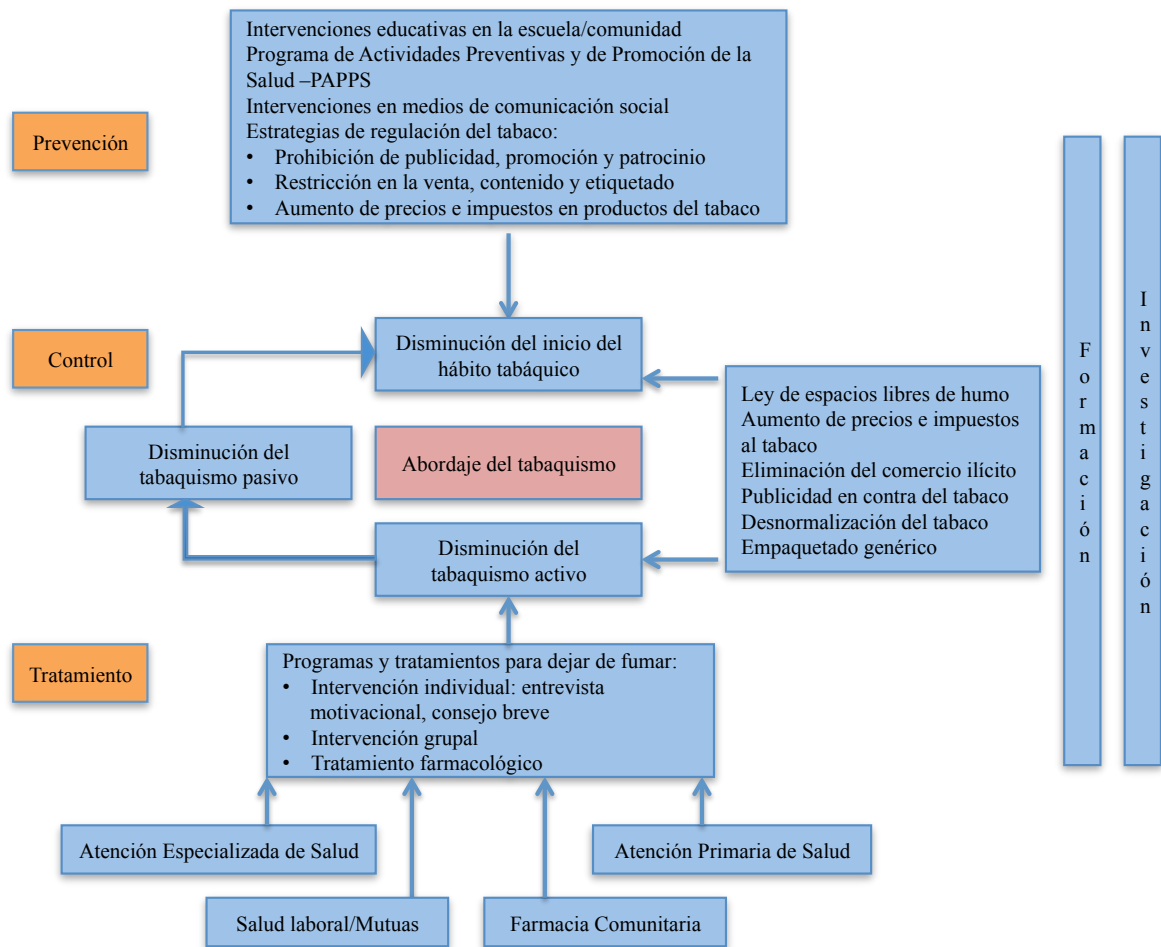 Intervenciones educativas en la escuela/comunidad
Programa de Actividades Preventivas y de Promoción de la
Salud –PAPPS
Intervenciones en medios de comunicación social
Estrategias de regulación del tabaco:
• Prohibición de publicidad, promoción y patrocinio
• Restricción en la venta, contenido y etiquetado
• Aumento de precios e impuestos en productos del tabaco
Prevención
Control
Disminución del inicio del
hábito tabáquico
Disminución del
tabaquismo pasivo
Abordaje del tabaquismo
Disminución del
tabaquismo activo
Ley de espacios libres de humo
Aumento de precios e impuestos
al tabaco
Eliminación del comercio ilícito
Publicidad en contra del tabaco
Desnormalización del tabaco
Empaquetado genérico
Formación
Investigación
Tratamiento
Programas y tratamientos para dejar de fumar:
• Intervención individual: entrevista
motivacional, consejo breve
• Intervención grupal
• Tratamiento farmacológico
Atención Especializada de Salud
Atención Primaria de Salud
Salud laboral/Mutuas
Farmacia Comunitaria